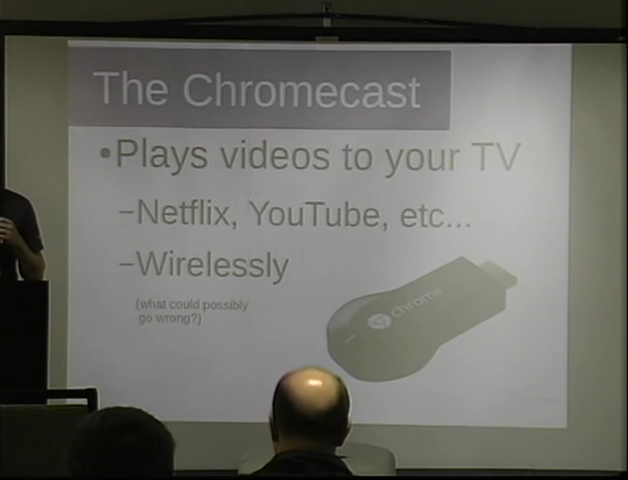 The Chromecast
•Plays videos to your TV
–Netflix, YouTube, etc...
–Wirelessly
(what could possibly
go wrong?)
chrome